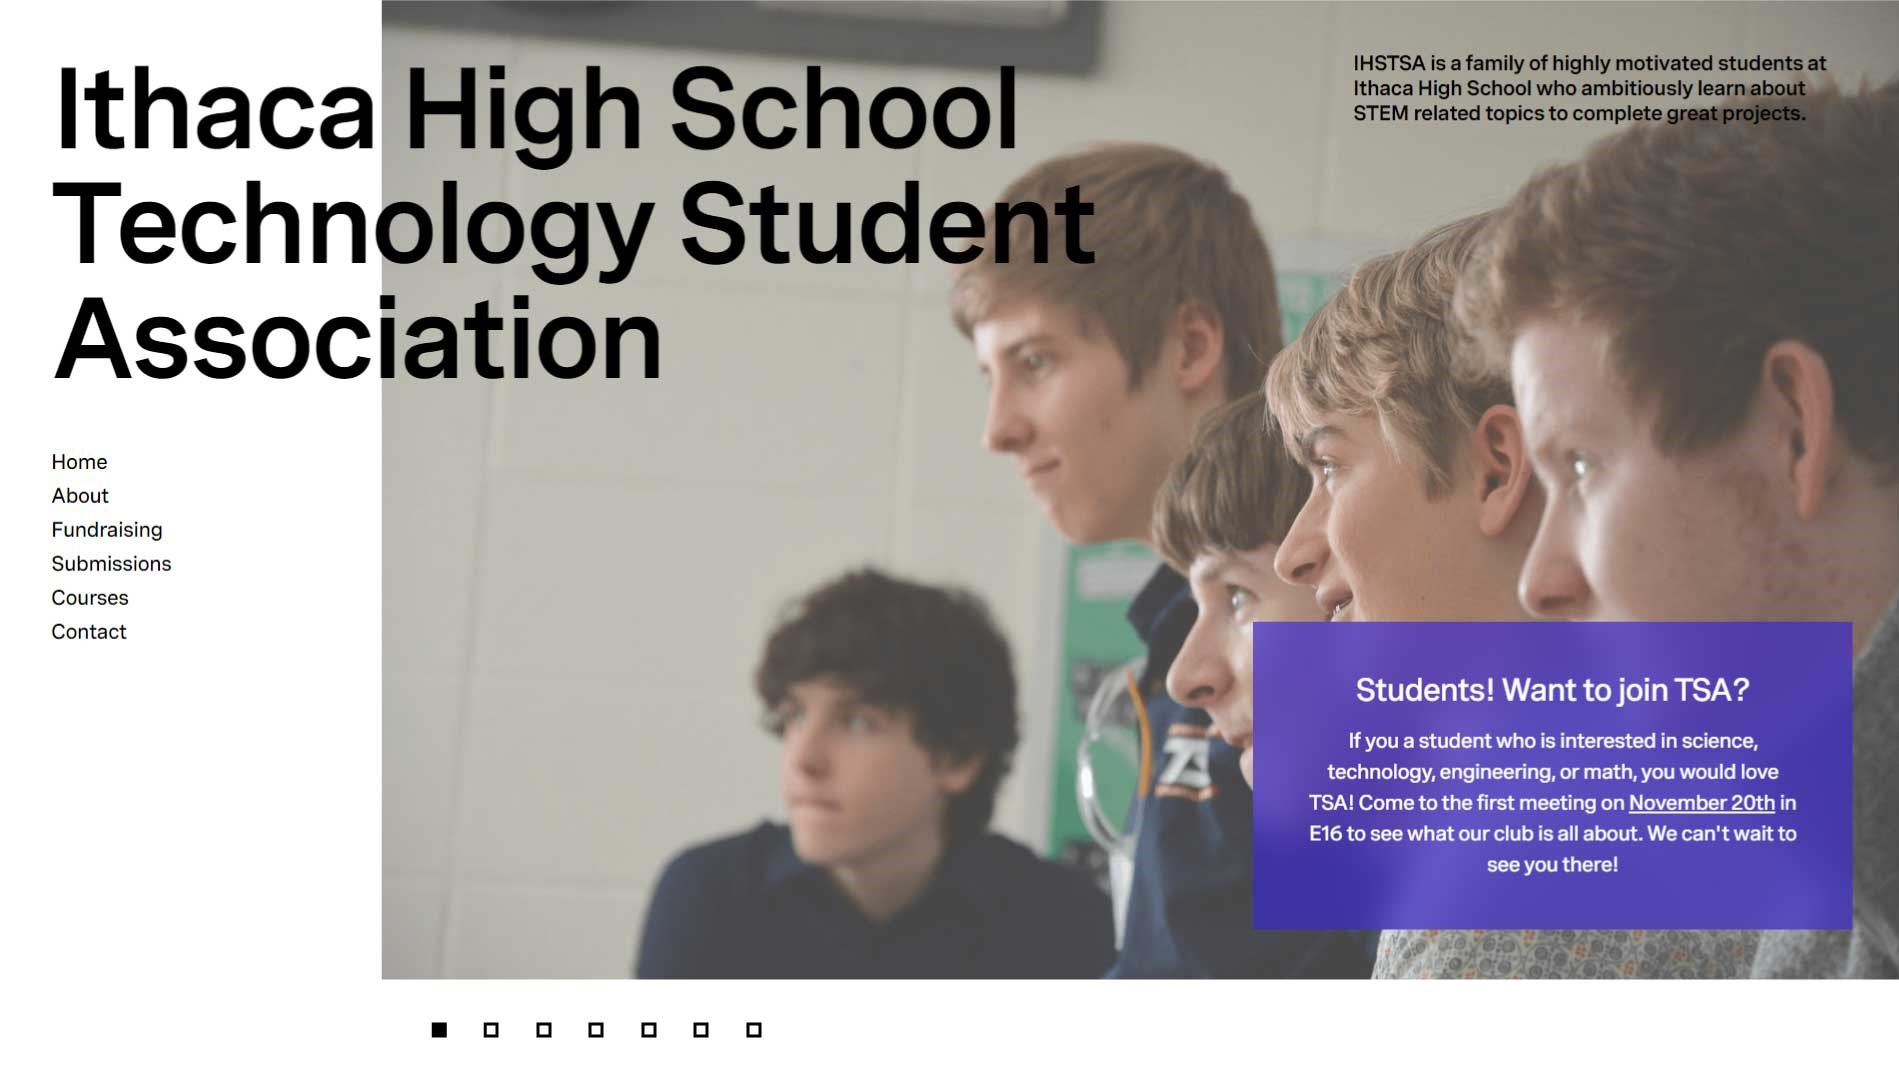 Ithaca High School
Technology Student
Association
IHSTSA is a family of highly motivated students at
Ithaca High School who ambitiously learn about
STEM related topics to complete great projects.
Home
About
Fundraising
Submissions
Courses
Contact
Students! Want to join TSA?
If you a student who is interested in science,
technology, engineering, or math, you would love
TSA! Come to the first meeting on November 20th in
E16 to see what our club is all about. We can't wait to
see you there!